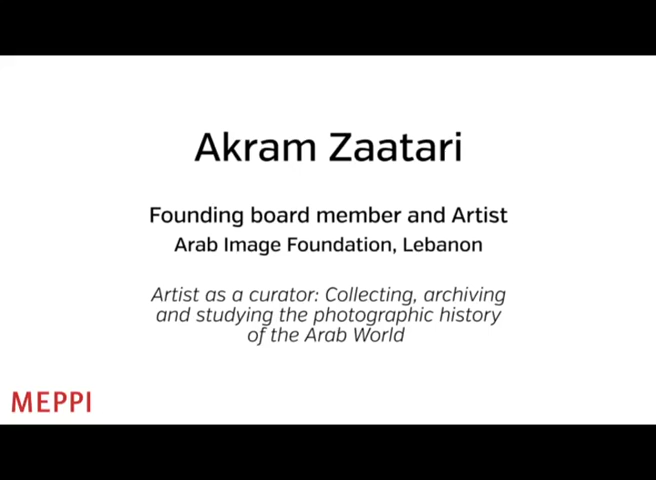 Akram Zaatari
Founding board member and Artist
Arab Image Foundation, Lebanon
Artist as a curator: Collecting, archiving
and studying the photographic history
of the Arab World
MEPPI